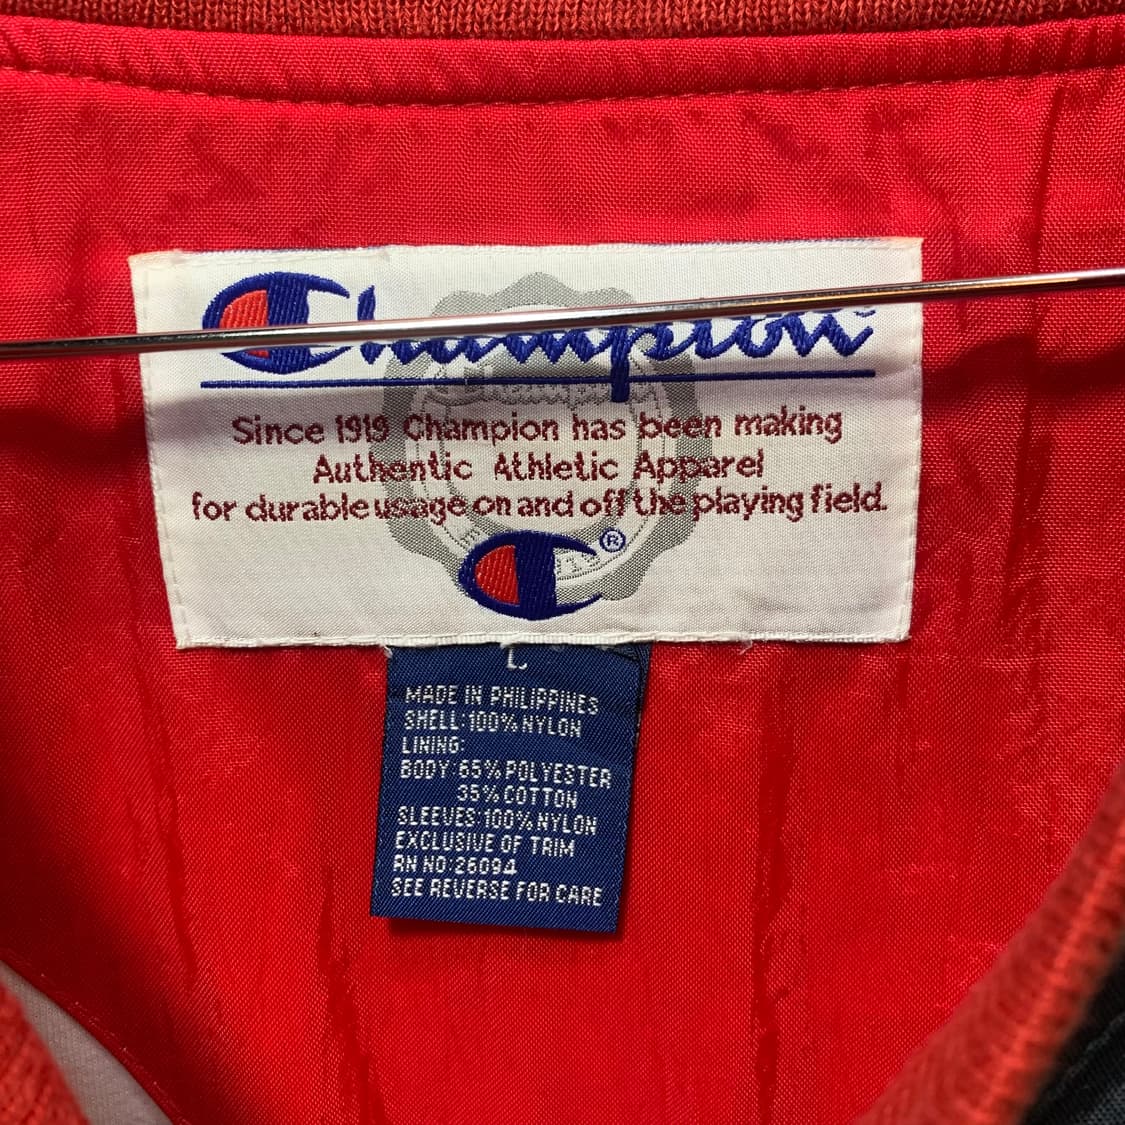 Champion
Since 1919 Champion has been making
Authentic Athletic Apparel
for durable usage on and off the playing field.
®
L
MADE IN PHILIPPINES
SHELL:100% NYLON
LINING:
BODY:65% POLYESTER
35% COTTON
SLEEVES:100% NYLON
EXCLUSIVE OF TRIM
RN NO:26094
SEE REVERSE FOR CARE